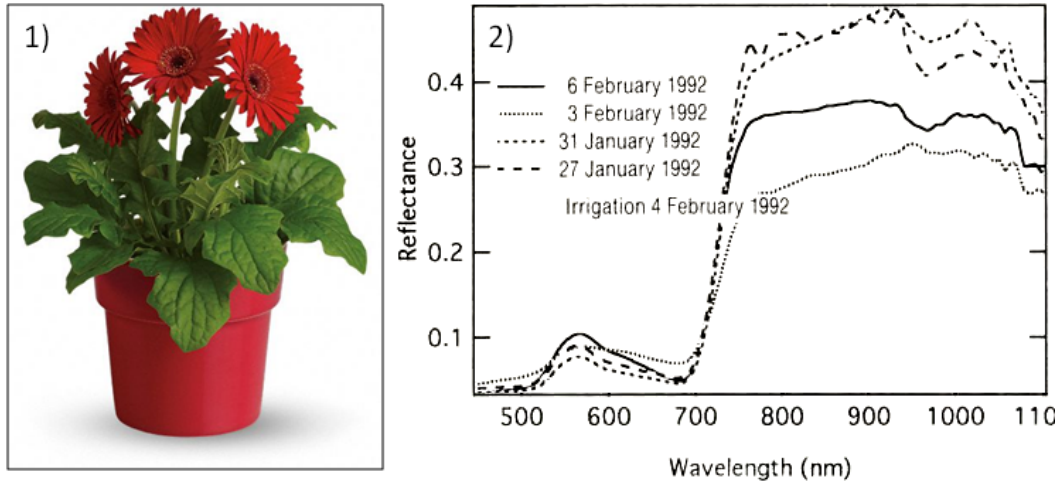 1)
2)
0.4
0.3
0.2
0.1
Reflectance
6 February 1992
3 February 1992
31 January 1992
27 January 1992
Irrigation 4 February 1992
500 600 700 800 900 1000 110
Wavelength (nm)